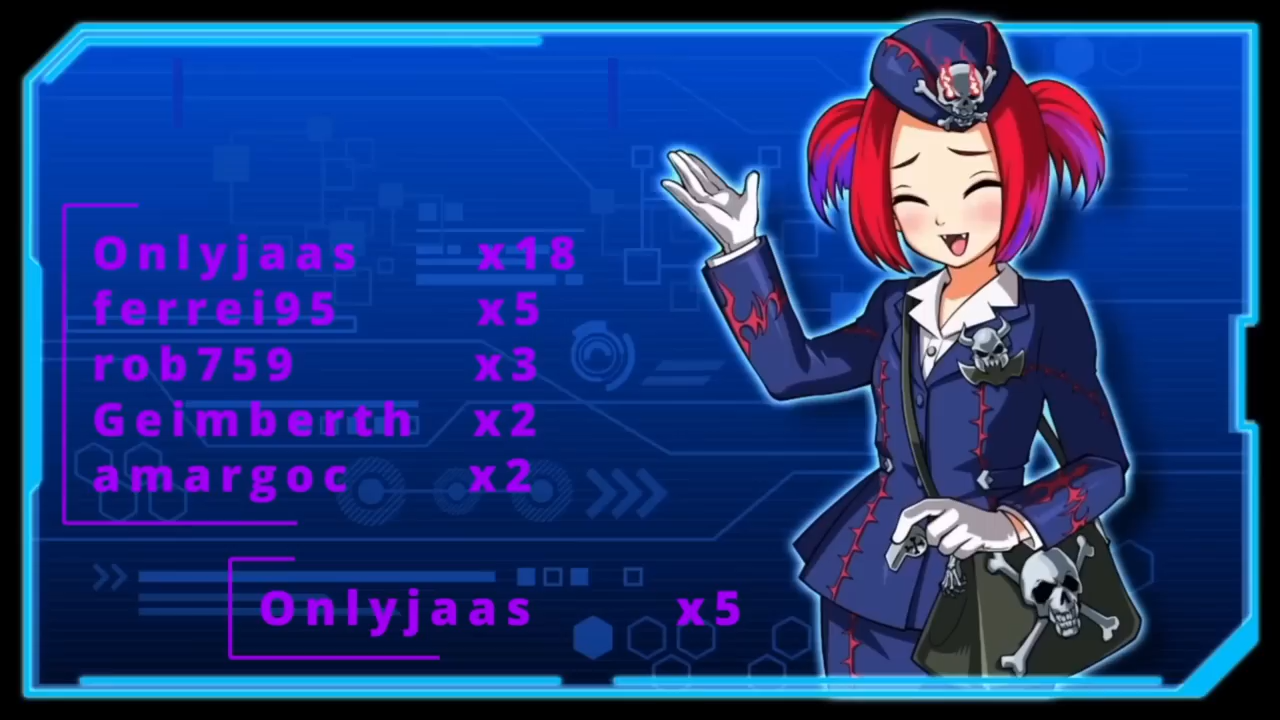 Onlyjaas x18
ferrei95 x5
rob759 x3
Geimberth x2
amargoc x2
Onlyjaas x5